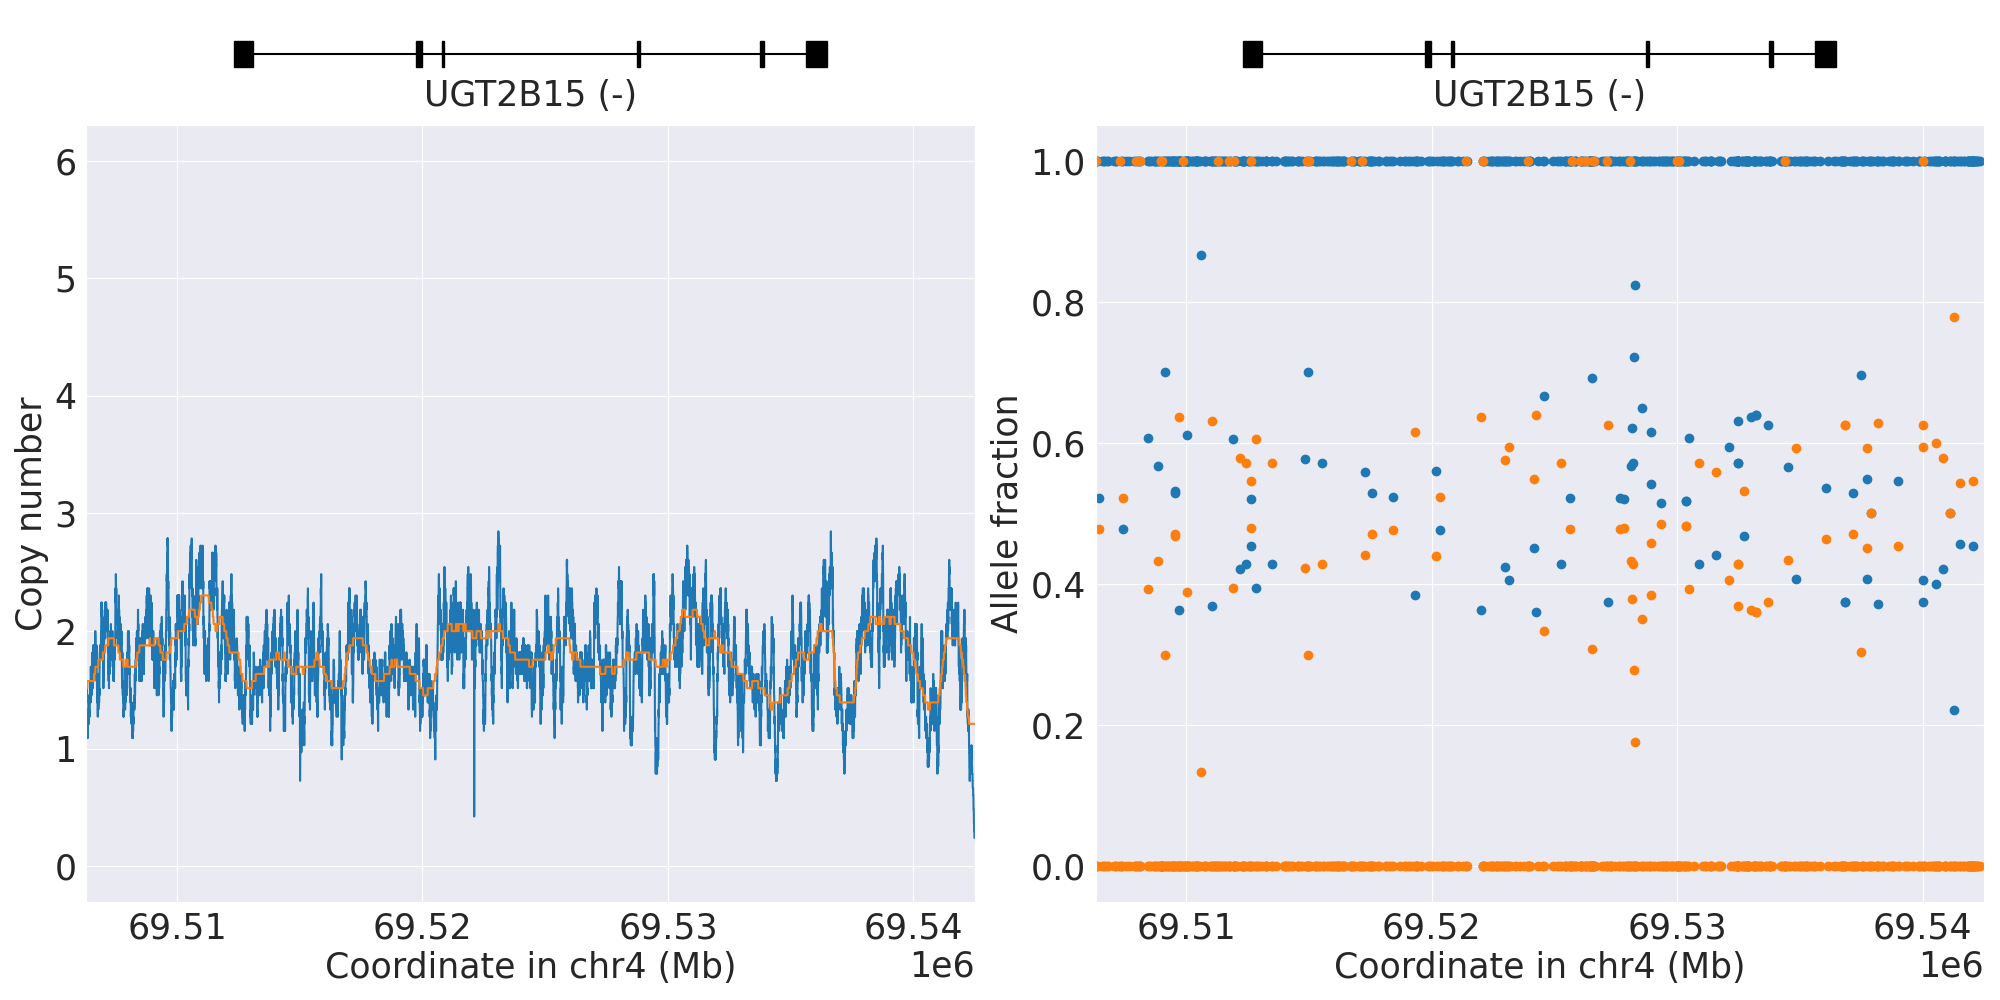 UGT2B15 (-)
6
5
4
3
2
1
0
Copy number
69.51 69.52 69.53 69.54
Coordinate in chr4 (Mb)
1e6
UGT2B15 (-)
1.0
0.8
0.6
0.4
0.2
0.0
Allele fraction
69.51 69.52 69.53 69.54
Coordinate in chr4 (Mb)
1e6